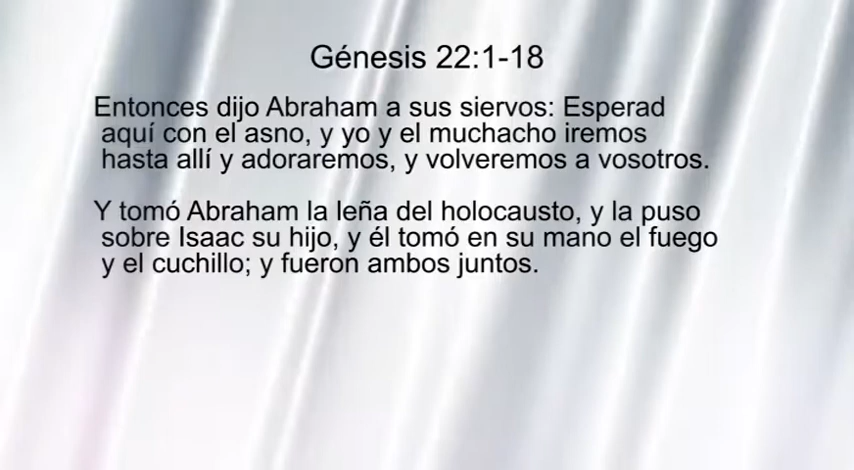 Génesis 22:1-18
Entonces dijo Abraham a sus siervos: Esperad
aquí con el asno, y yo y el muchacho iremos
hasta allí y adoraremos, y volveremos a vosotros.
Y tomó Abraham la leña del holocausto, y la puso
sobre Isaac su hijo, y él tomó en su mano el fuego
y el cuchillo; y fueron ambos juntos.